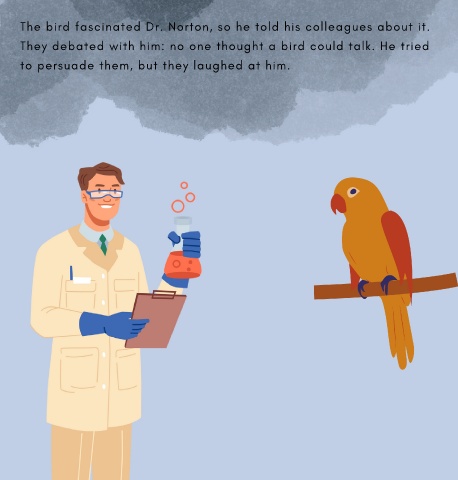 The bird fascinated Dr. Norton, so he told his colleagues about it.
They debated with him: no one thought a bird could talk. He tried
to persuade them, but they laughed at him.